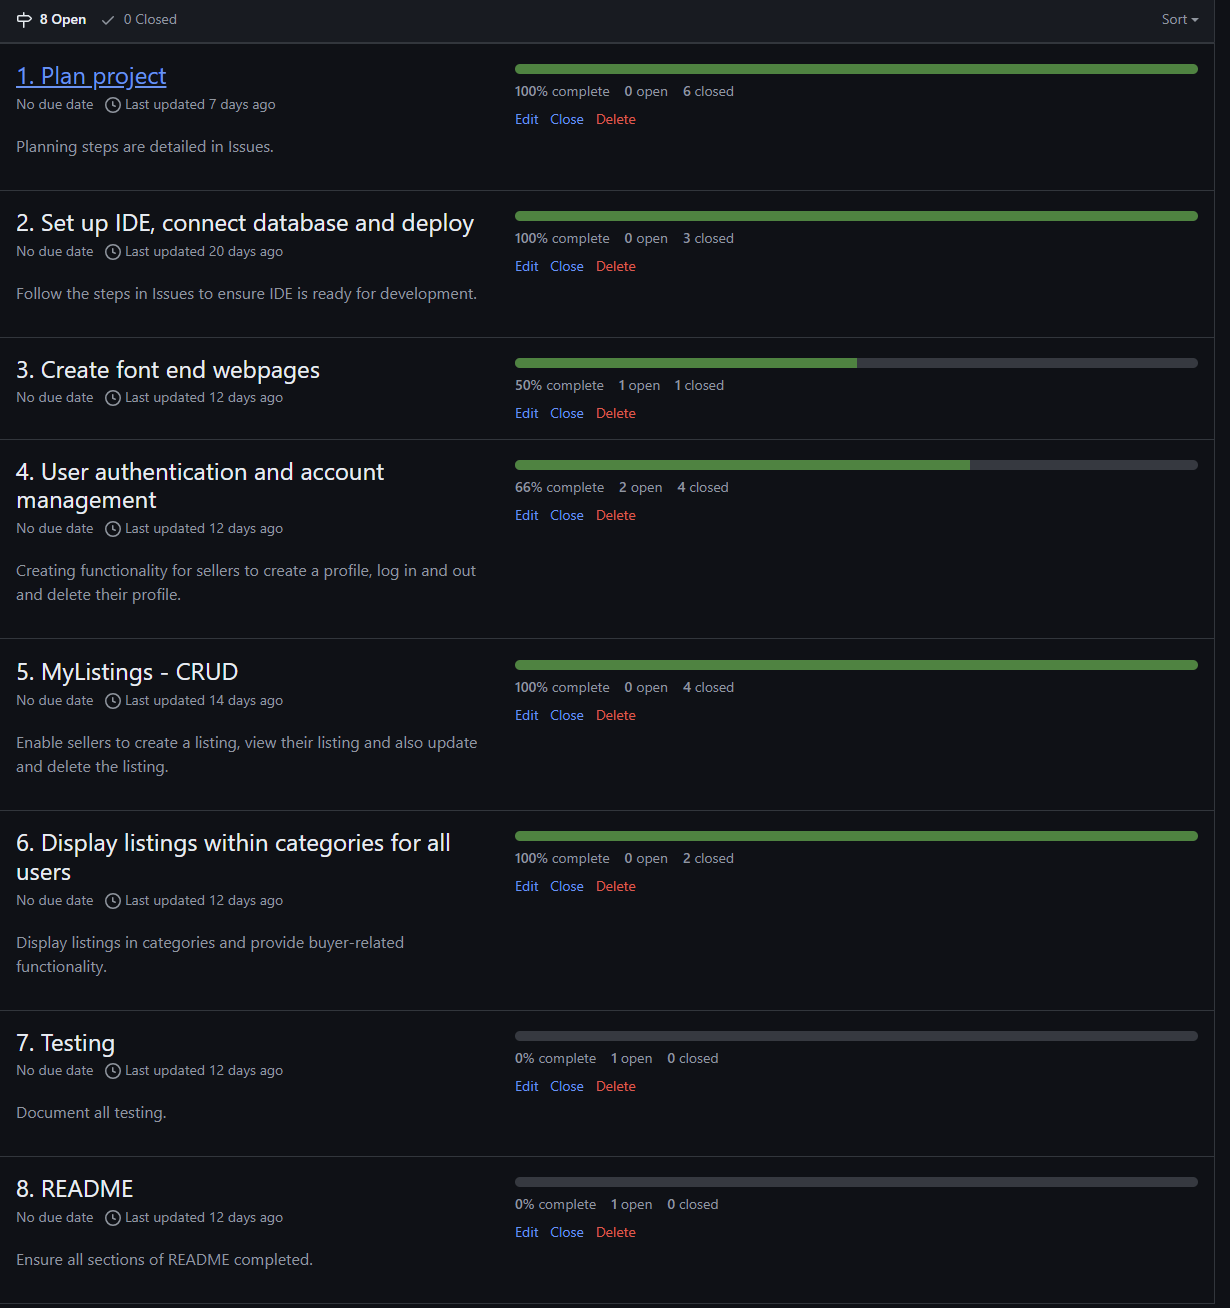 8 Open 0 Closed Sort
1. Plan project
No due date Last updated 7 days ago
Planning steps are detailed in Issues.
100% complete 0 open 6 closed
Edit Close Delete
2. Set up IDE, connect database and deploy
No due date Last updated 20 days ago
Follow the steps in Issues to ensure IDE is ready for development.
100% complete 0 open 3 closed
Edit Close Delete
3. Create font end webpages
No due date Last updated 12 days ago
50% complete 1 open 1 closed
Edit Close Delete
4. User authentication and account
management
No due date Last updated 12 days ago
Creating functionality for sellers to create a profile, log in and out
and delete their profile.
66% complete 2 open 4 closed
Edit Close Delete
5. MyListings - CRUD
No due date Last updated 14 days ago
Enable sellers to create a listing, view their listing and also update
and delete the listing.
100% complete 0 open 4 closed
Edit Close Delete
6. Display listings within categories for all
users
No due date Last updated 12 days ago
Display listings in categories and provide buyer-related
functionality.
100% complete 0 open 2 closed
Edit Close Delete
7. Testing
No due date Last updated 12 days ago
Document all testing.
0% complete 1 open 0 closed
Edit Close Delete
8. README
No due date Last updated 12 days ago
Ensure all sections of README completed.
0% complete 1 open 0 closed
Edit Close Delete